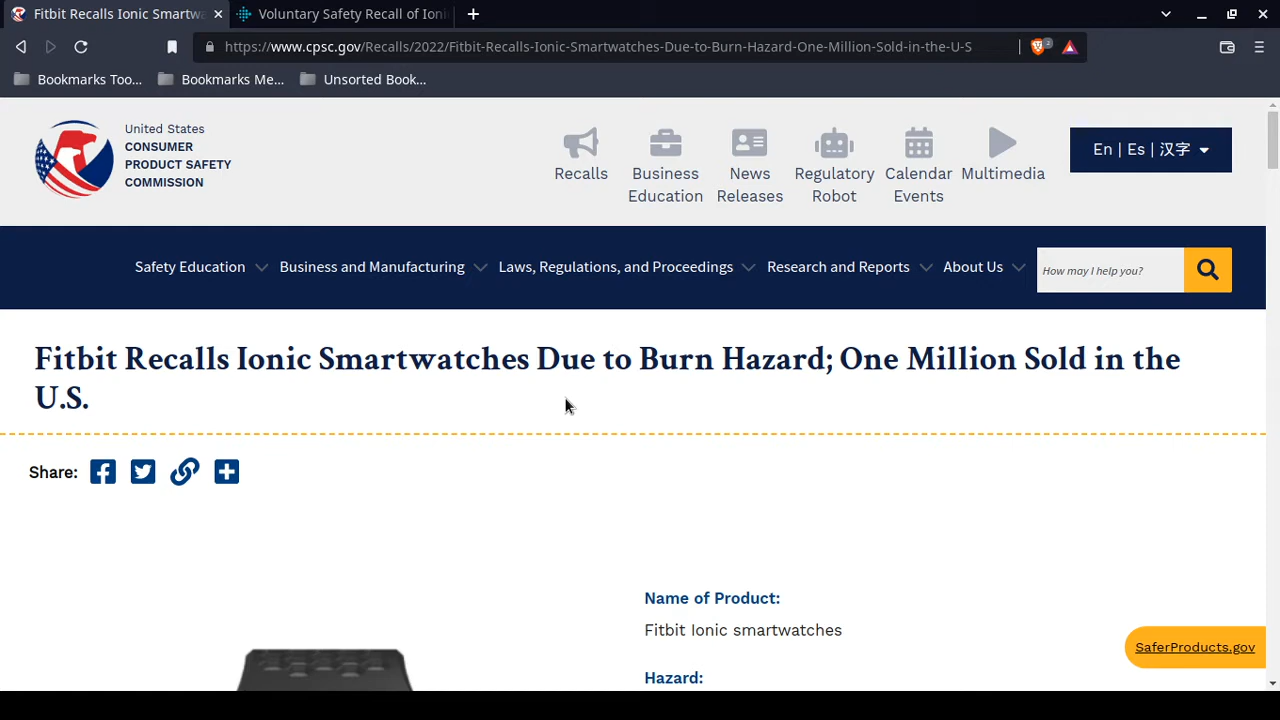 Fitbit Recalls Ionic Smartwa
Voluntary Safety Recall of Ioni
https://www.cpsc.gov/Recalls/2022/Fitbit-Recalls-Ionic-Smartwatches-Due-to-Burn-Hazard-One-Million-Sold-in-the-U-S
2
Bookmarks Too...
Bookmarks Me...
Unsorted Book...
United States
CONSUMER
PRODUCT SAFETY
COMMISSION
Recalls
Business
Education
News
Releases
Regulatory
Robot
Calendar
Events
Multimedia
En | Es | 汉字
Safety Education
Business and Manufacturing
Laws, Regulations, and Proceedings
Research and Reports
About Us
How may I help you?
Fitbit Recalls Ionic Smartwatches Due to Burn Hazard; One Million Sold in the
U.S.
Share:
Name of Product:
Fitbit Ionic smartwatches
SaferProducts.gov
Hazard: